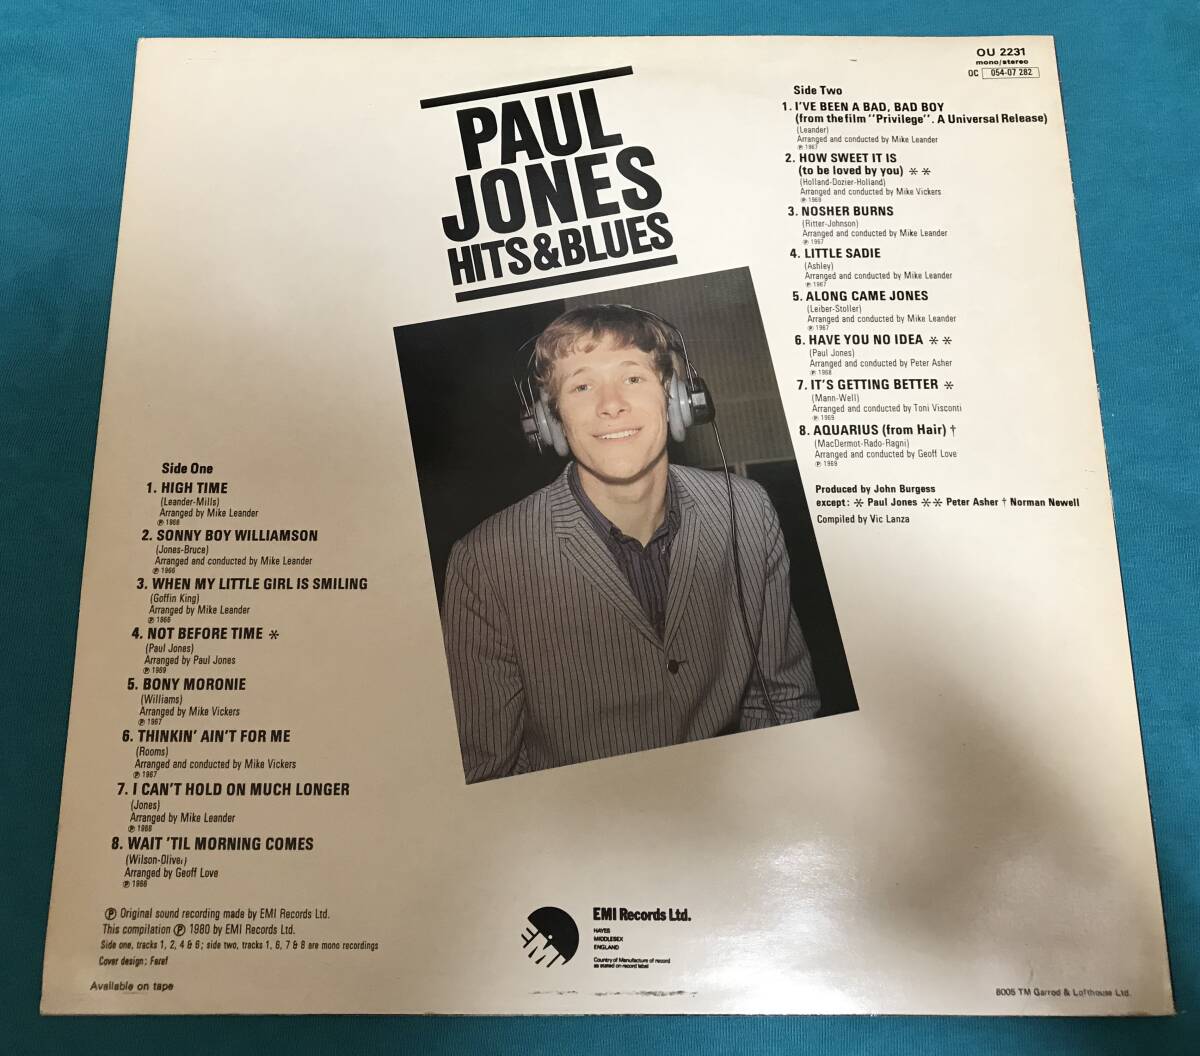 PAUL
JONES
HITS&BLUES
OU 2231
mono/stereo
OC 054-07 282
Side One
1. HIGH TIME
(Leander-Mills)
Arranged by Mike Leander
℗ 1966
2. SONNY BOY WILLIAMSON
(Jones-Bruce)
Arranged and conducted by Mike Leander
℗ 1966
3. WHEN MY LITTLE GIRL IS SMILING
(Goffin King)
Arranged by Mike Leander
℗ 1966
4. NOT BEFORE TIME *
(Paul Jones)
Arranged by Paul Jones
℗ 1969
5. BONY MORONIE
(Williams)
Arranged by Mike Vickers
℗ 1967
6. THINKIN' AIN'T FOR ME
(Rooms)
Arranged and conducted by Mike Vickers
℗ 1967
7. I CAN'T HOLD ON MUCH LONGER
(Jones)
Arranged by Mike Leander
℗ 1966
8. WAIT 'TIL MORNING COMES
(Wilson-Oliver)
Arranged by Geoff Love
℗ 1966
Side Two
1. I'VE BEEN A BAD, BAD BOY
(from the film "Privilege". A Universal Release)
(Leander)
Arranged and conducted by Mike Leander
℗ 1967
2. HOW SWEET IT IS
(to be loved by you) * *
(Holland-Dozier-Holland)
Arranged and conducted by Mike Vickers
℗ 1969
3. NOSHER BURNS
(Ritter-Johnson)
Arranged and conducted by Mike Leander
℗ 1967
4. LITTLE SADIE
(Ashley)
Arranged and conducted by Mike Leander
℗ 1967
5. ALONG CAME JONES
(Leiber-Stoller)
Arranged and conducted by Mike Leander
℗ 1967
6. HAVE YOU NO IDEA * *
(Paul Jones)
Arranged and conducted by Peter Asher
℗ 1968
7. IT'S GETTING BETTER *
(Mann-Well)
Arranged and conducted by Toni Visconti
℗ 1969
8. AQUARIUS (from Hair) †
(MacDermot-Rado-Ragni)
Arranged and conducted by Geoff Love
℗ 1969
Produced by John Burgess
except: * Paul Jones * * Peter Asher † Norman Newell
Compiled by Vic Lanza
℗ Original sound recording made by EMI Records Ltd.
This compilation ℗ 1980 by EMI Records Ltd.
Side one, tracks 1, 2, 4 & 6; side two, tracks 1, 6, 7 & 8 are mono recordings
Cover design; Feref
Available on tape
EMI
EMI Records Ltd.
HAYES
MIDDLESEX
ENGLAND
Country of Manufacture of record
as stated on record label
8005 TM Garrod & Lofthouse Ltd.